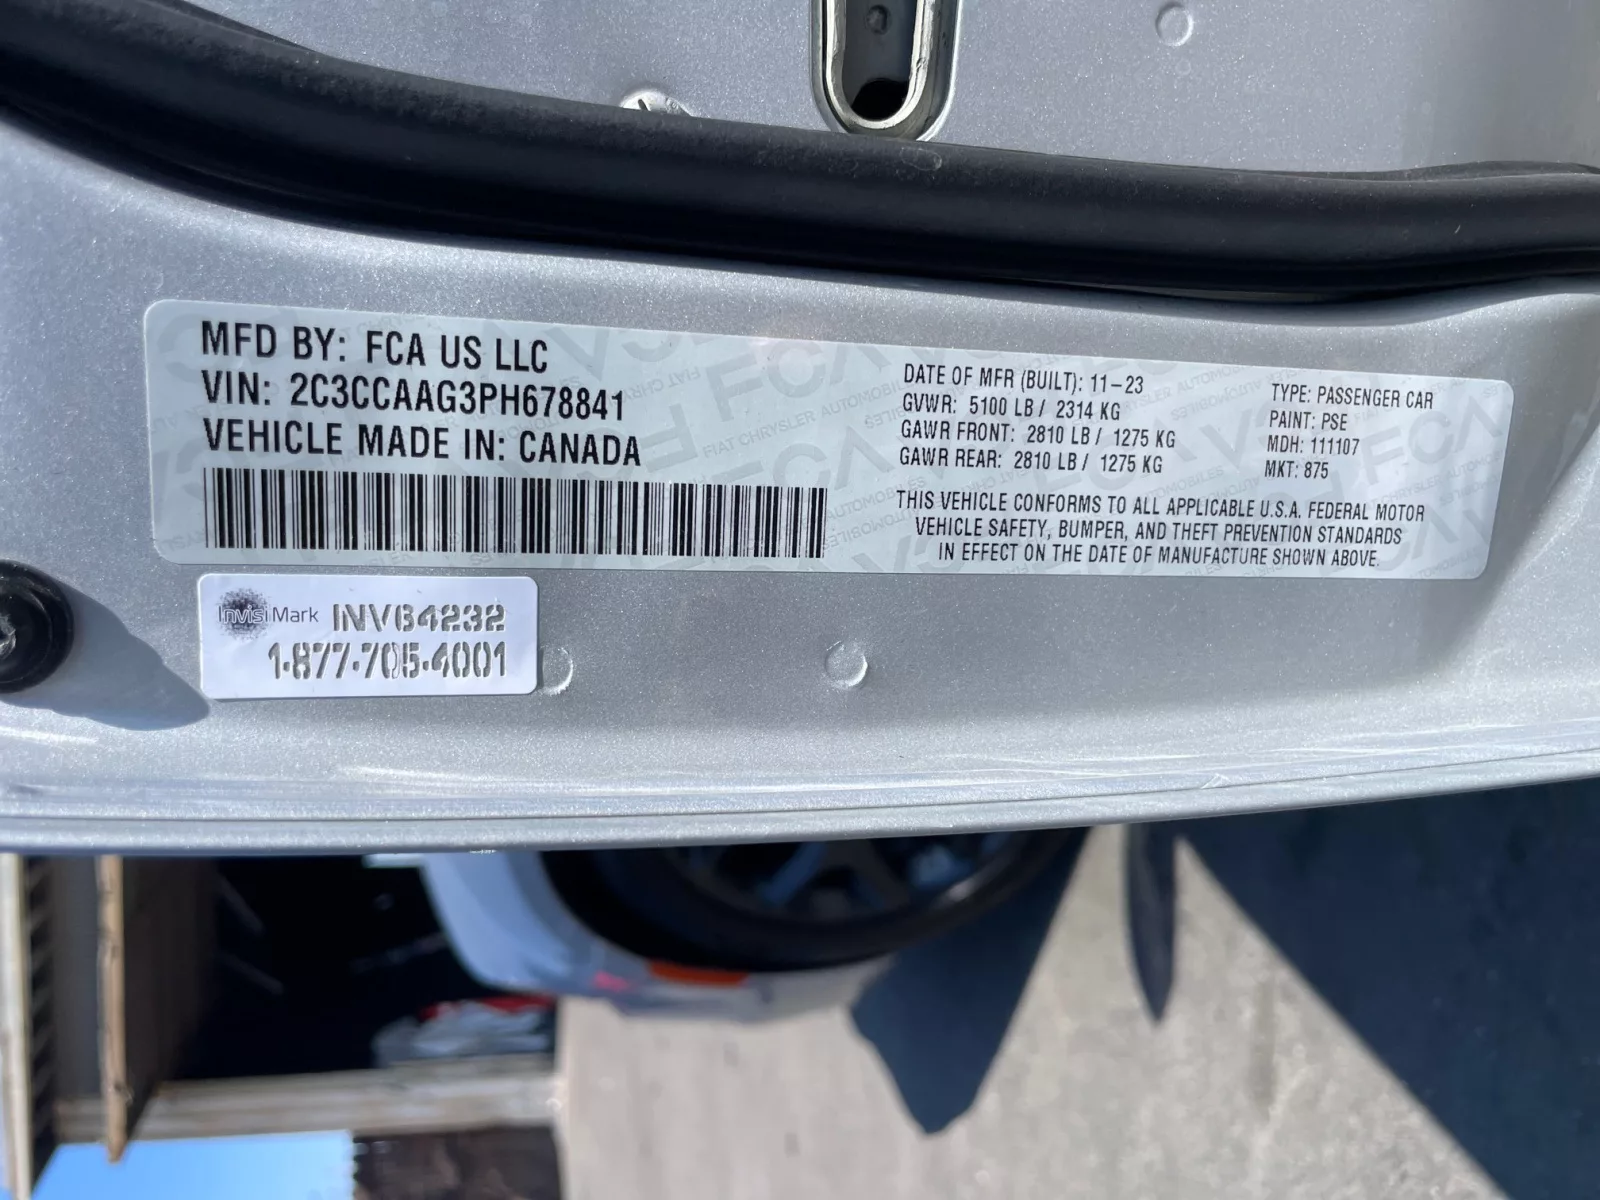 MFD BY: FCA US LLC
VIN: 2C3CCAAG3PH678841
VEHICLE MADE IN: CANADA
DATE OF MFR (BUILT): 11-23
GVWR: 5100 LB / 2314 KG
GAWR FRONT: 2810 LB / 1275 KG
GAWR REAR: 2810 LB / 1275 KG
TYPE: PASSENGER CAR
PAINT: PSE
MDH: 111107
MKT: 875
THIS VEHICLE CONFORMS TO ALL APPLICABLE U.S.A. FEDERAL MOTOR
VEHICLE SAFETY, BUMPER, AND THEFT PREVENTION STANDARDS
IN EFFECT ON THE DATE OF MANUFACTURE SHOWN ABOVE.
InvisiMark INV64232
1-877-705-4001